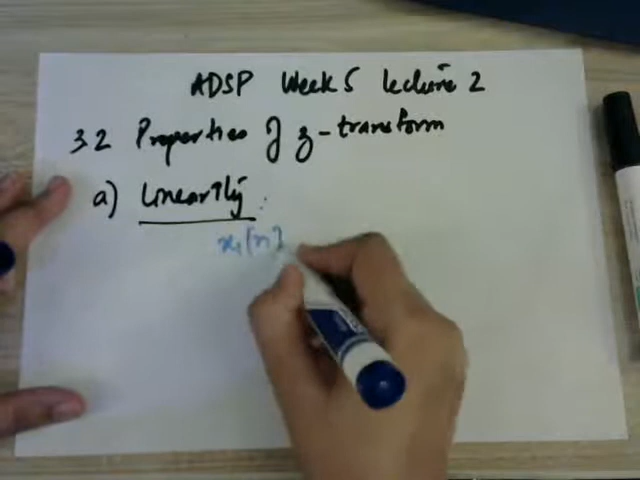 ADSP Week 5 lecture 2
3.2 Properties of z-transform
a) Linearity :
x₁[n]